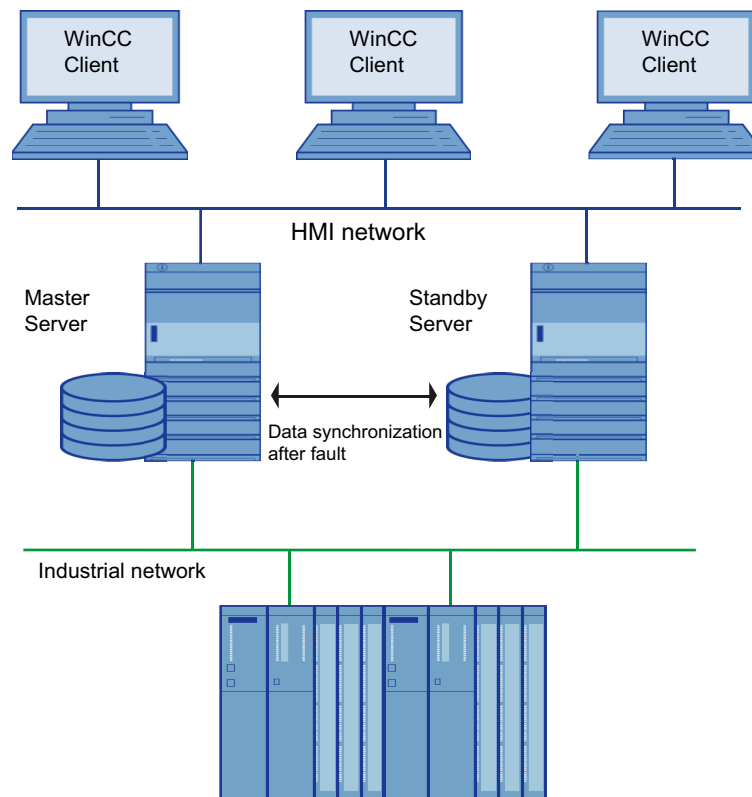 WinCC
Client
WinCC
Client
WinCC
Client
HMI network
Master
Server
Standby
Server
Data synchronization
after fault
Industrial network